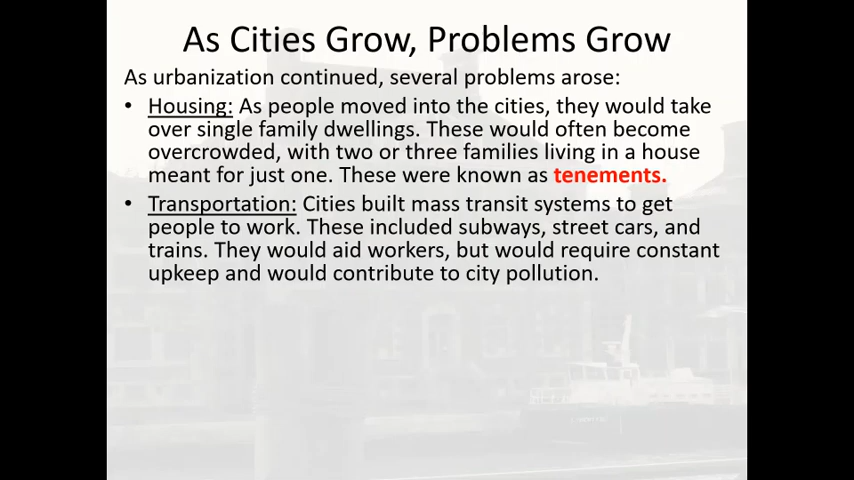 As Cities Grow, Problems Grow
As urbanization continued, several problems arose:
• Housing: As people moved into the cities, they would take
over single family dwellings. These would often become
overcrowded, with two or three families living in a house
meant for just one. These were known as tenements.
• Transportation: Cities built mass transit systems to get
people to work. These included subways, street cars, and
trains. They would aid workers, but would require constant
upkeep and would contribute to city pollution.